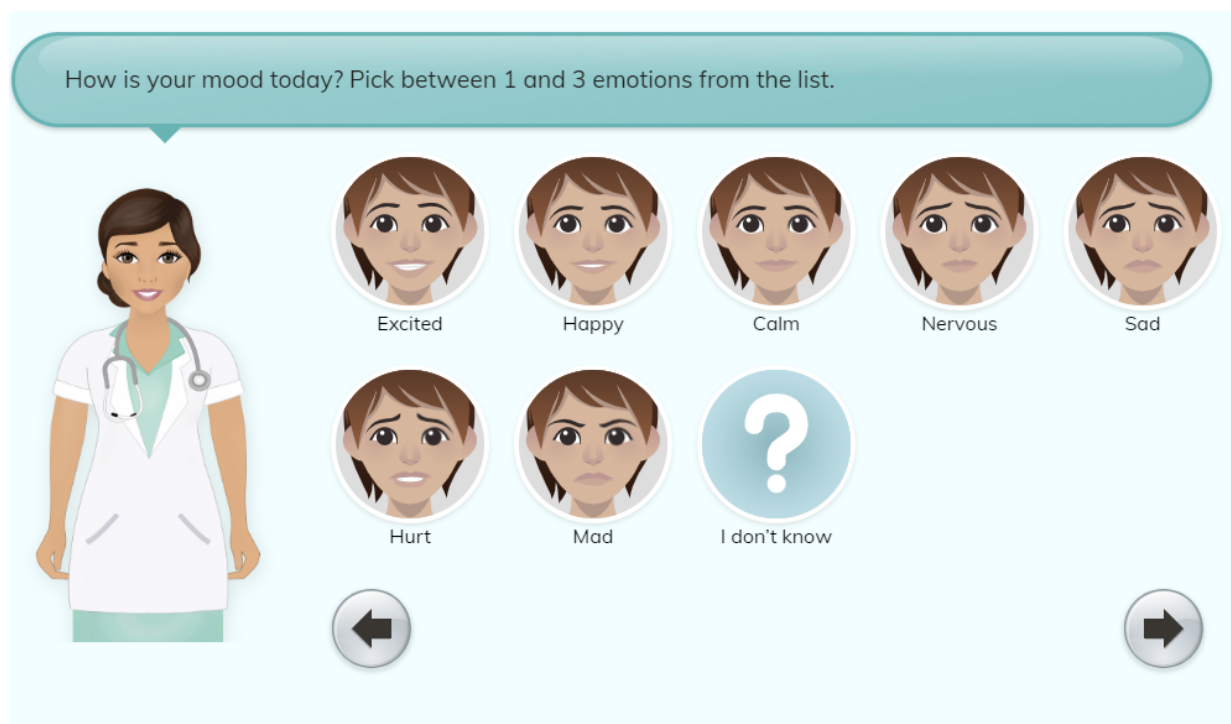 How is your mood today? Pick between 1 and 3 emotions from the list.
Excited
Happy
Calm
Nervous
Sad
Hurt
Mad
?
I don't know